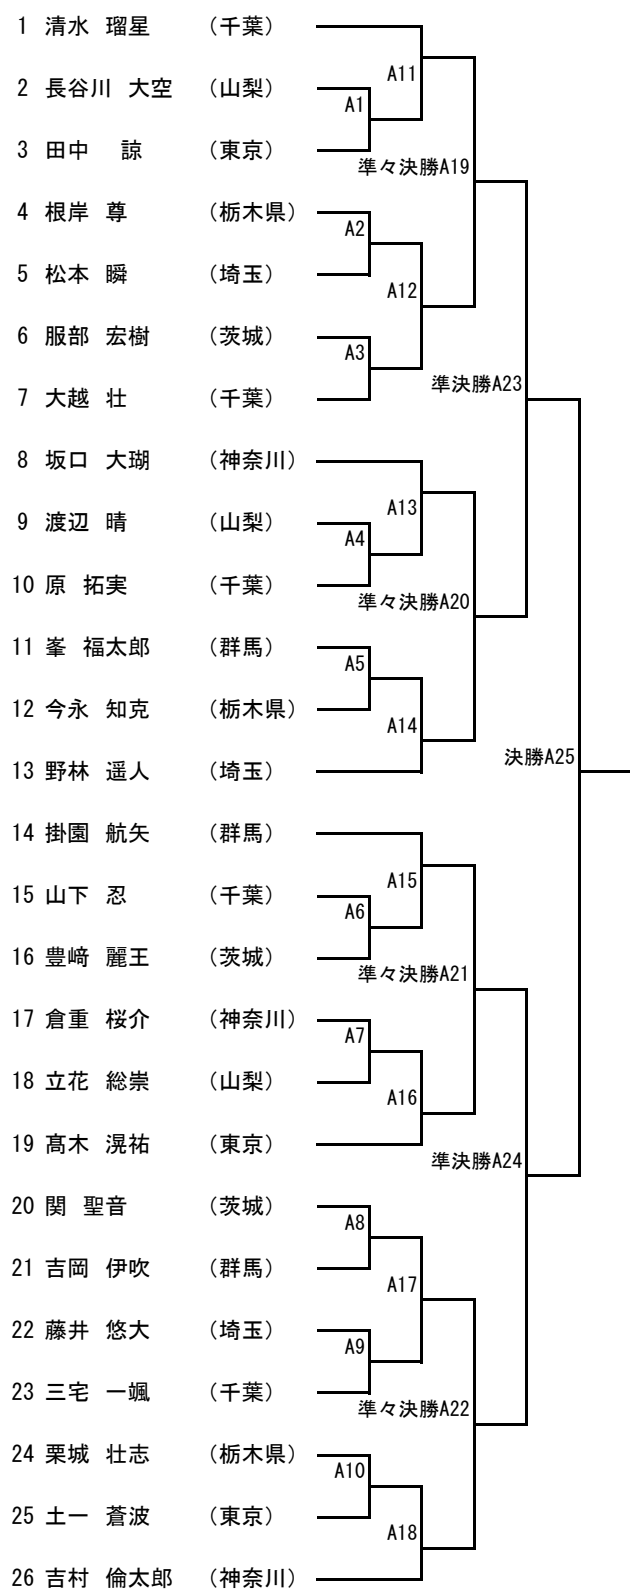 1 清水 瑠星 (千葉)
A11
2 長谷川 大空 (山梨)
A1
3 田中 諒 (東京)
準々決勝A19
4 根岸 尊 (栃木県)
A2
5 松本 瞬 (埼玉)
A12
6 服部 宏樹 (茨城)
A3
準決勝A23
7 大越 壮 (千葉)
8 坂口 大瑚 (神奈川)
A13
9 渡辺 晴 (山梨)
A4
10 原 拓実 (千葉)
準々決勝A20
11 峯 福太郎 (群馬)
A5
12 今永 知克 (栃木県)
A14
決勝A25
13 野林 遥人 (埼玉)
14 掛園 航矢 (群馬)
A15
15 山下 忍 (千葉)
A6
16 豊﨑 麗王 (茨城)
準々決勝A21
17 倉重 桜介 (神奈川)
A7
18 立花 総崇 (山梨)
A16
19 髙木 滉祐 (東京)
準決勝A24
20 関 聖音 (茨城)
A8
21 吉岡 伊吹 (群馬)
A17
22 藤井 悠大 (埼玉)
A9
23 三宅 一颯 (千葉)
準々決勝A22
24 栗城 壮志 (栃木県)
A10
25 土一 蒼波 (東京)
A18
26 吉村 倫太郎 (神奈川)